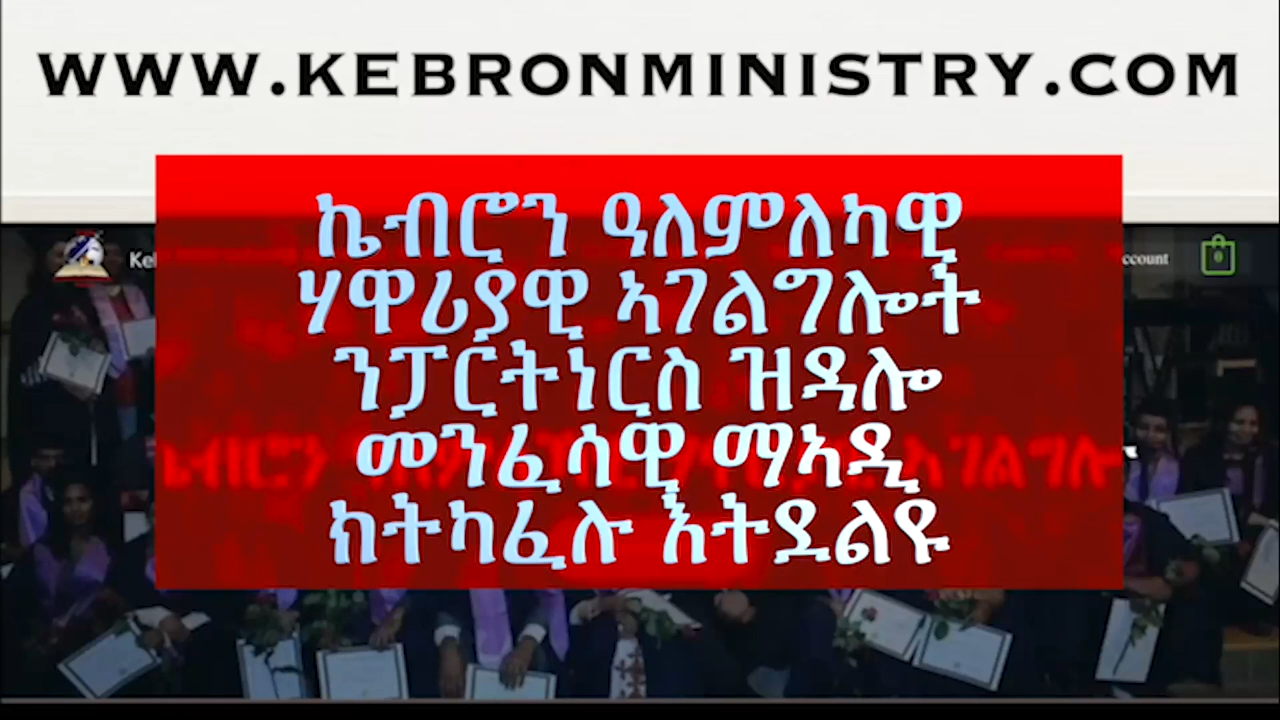 WWW.KEBRONMINISTRY.COM
ኬብሮን ዓለምለካዊ
ሃዋሪያዊ ኣገልግሎት
ንፓርትነርስ ዝዳሎ
መንፈሳዊ ማኣዲ
ክትካፈሉ እትደልዩ